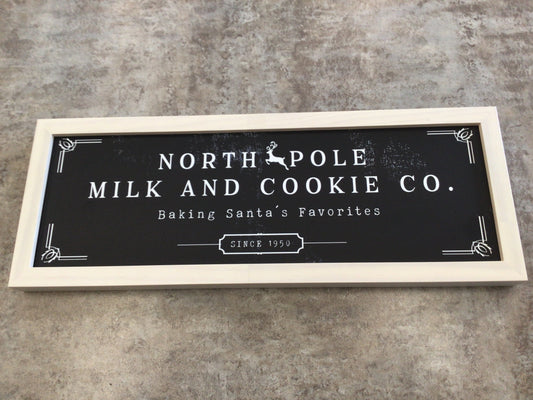 NORTH POLE
MILK AND COOKIE CO.
Baking Santa's Favorites
SINCE 1950